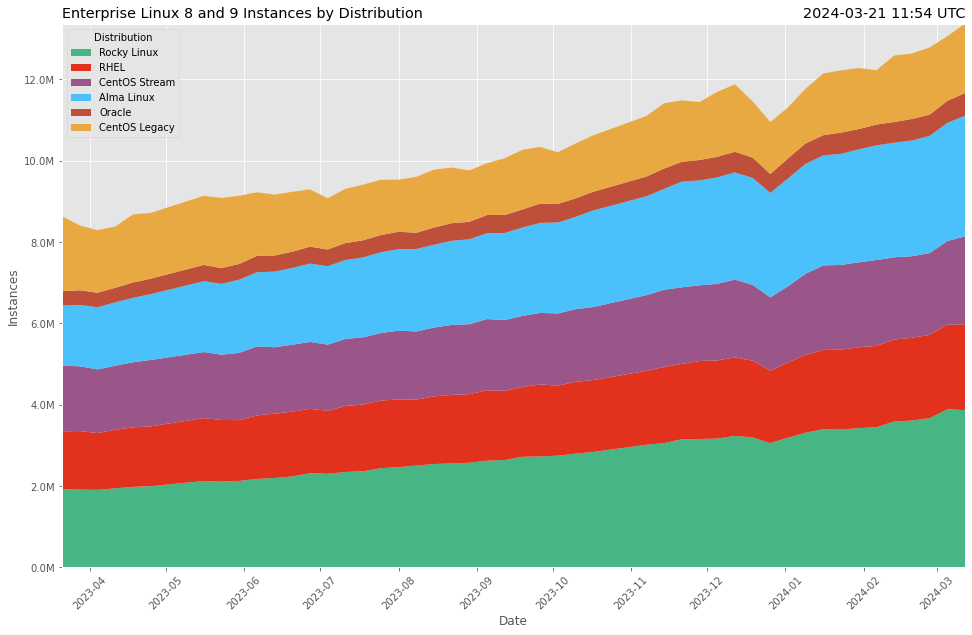 Enterprise Linux 8 and 9 Instances by Distribution
2024-03-21 11:54 UTC
Distribution
Rocky Linux
RHEL
CentOS Stream
Alma Linux
Oracle
CentOS Legacy
12.0M
10.0M
8.0M
6.0M
4.0M
2.0M
0.0M
Instances
2023-04
2023-05
2023-06
2023-07
2023-08
2023-09
2023-10
2023-11
2023-12
2024-01
2024-02
2024-03
Date